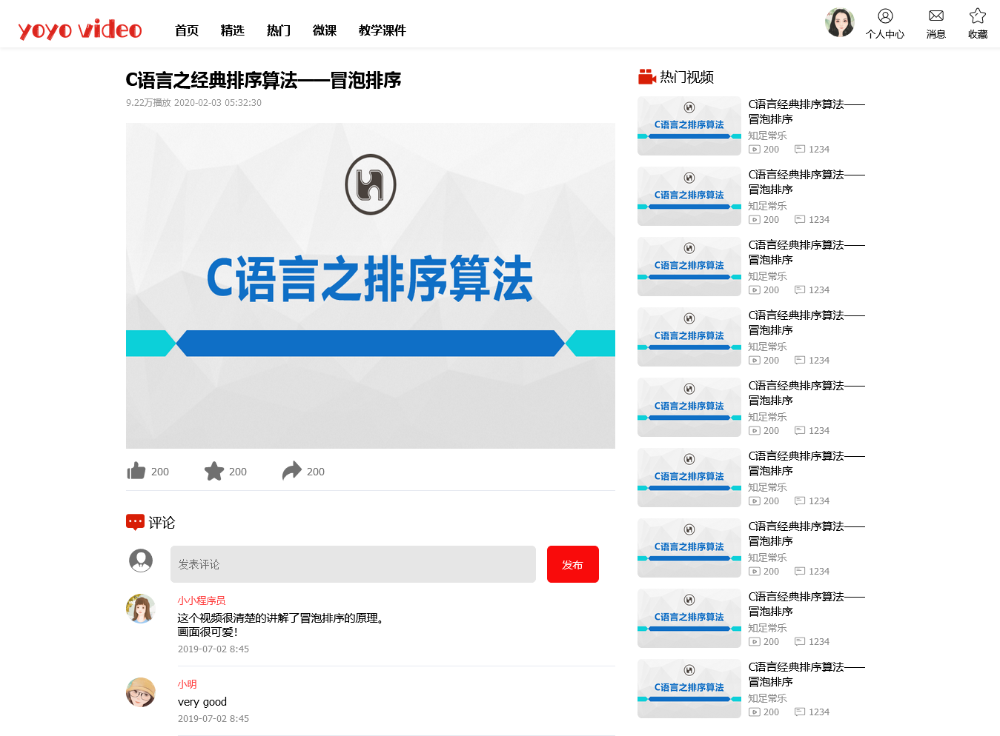 yoyo video
首页 精选 热门 微课 教学课件
个人中心 消息 收藏
C语言之经典排序算法——冒泡排序
9.22万播放 2020-02-03 05:32:30
C语言之排序算法
200 200 200
评论
发表评论 发布
小小程序员
这个视频很清楚的讲解了冒泡排序的原理。
画面很可爱!
2019-07-02 8:45
小明
very good
2019-07-02 8:45
热门视频
C语言之排序算法
C语言经典排序算法——
冒泡排序
知足常乐
200 1234
C语言之排序算法
C语言经典排序算法——
冒泡排序
知足常乐
200 1234
C语言之排序算法
C语言经典排序算法——
冒泡排序
知足常乐
200 1234
C语言之排序算法
C语言经典排序算法——
冒泡排序
知足常乐
200 1234
C语言之排序算法
C语言经典排序算法——
冒泡排序
知足常乐
200 1234
C语言之排序算法
C语言经典排序算法——
冒泡排序
知足常乐
200 1234
C语言之排序算法
C语言经典排序算法——
冒泡排序
知足常乐
200 1234
C语言之排序算法
C语言经典排序算法——
冒泡排序
知足常乐
200 1234
C语言之排序算法
C语言经典排序算法——
冒泡排序
知足常乐
200 1234